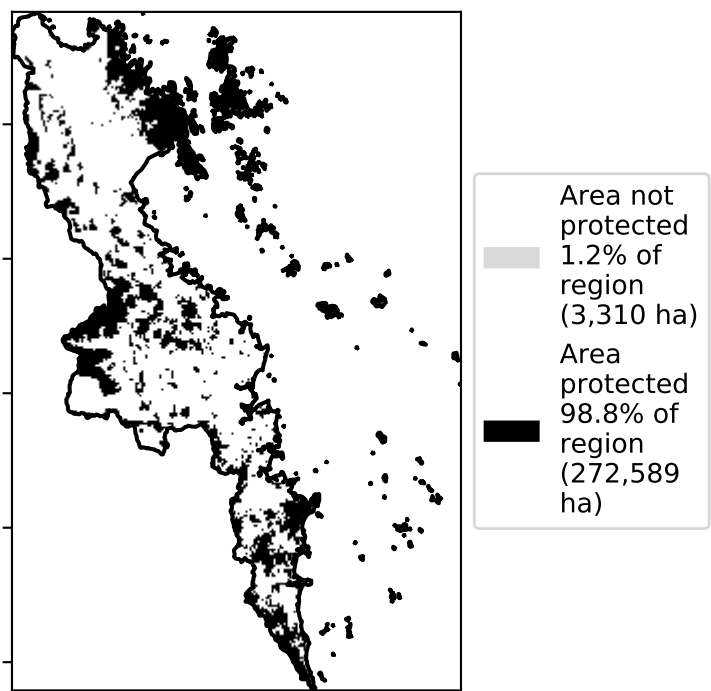 Area not
protected
1.2% of
region
(3,310 ha)
Area
protected
98.8% of
region
(272,589
ha)